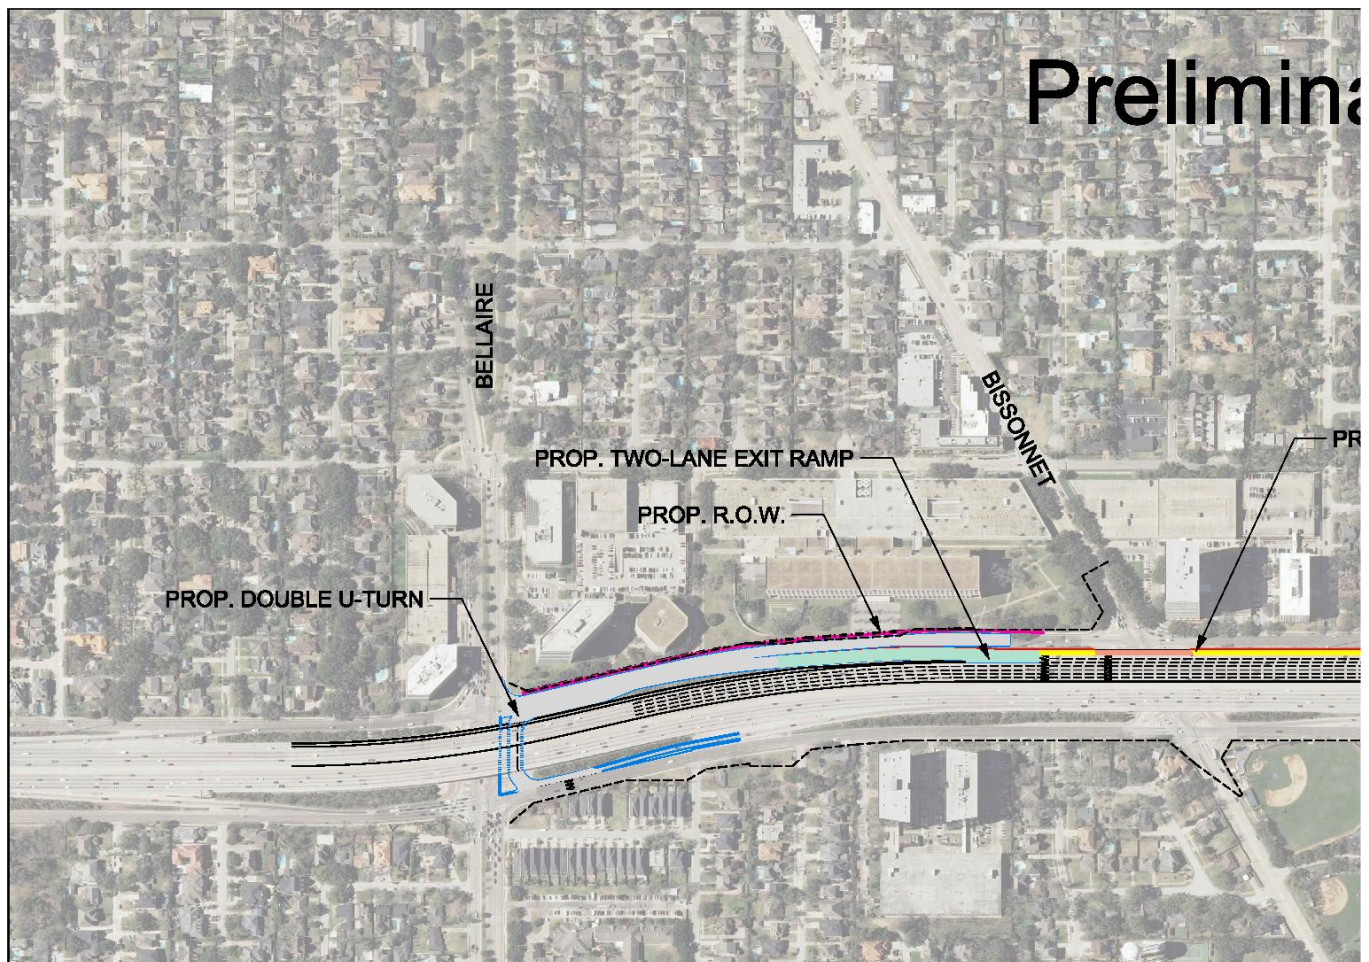 Prelimina
BELLAIRE
BISSONNET
PR
PROP. TWO-LANE EXIT RAMP
PROP. R.O.W.
PROP. DOUBLE U-TURN